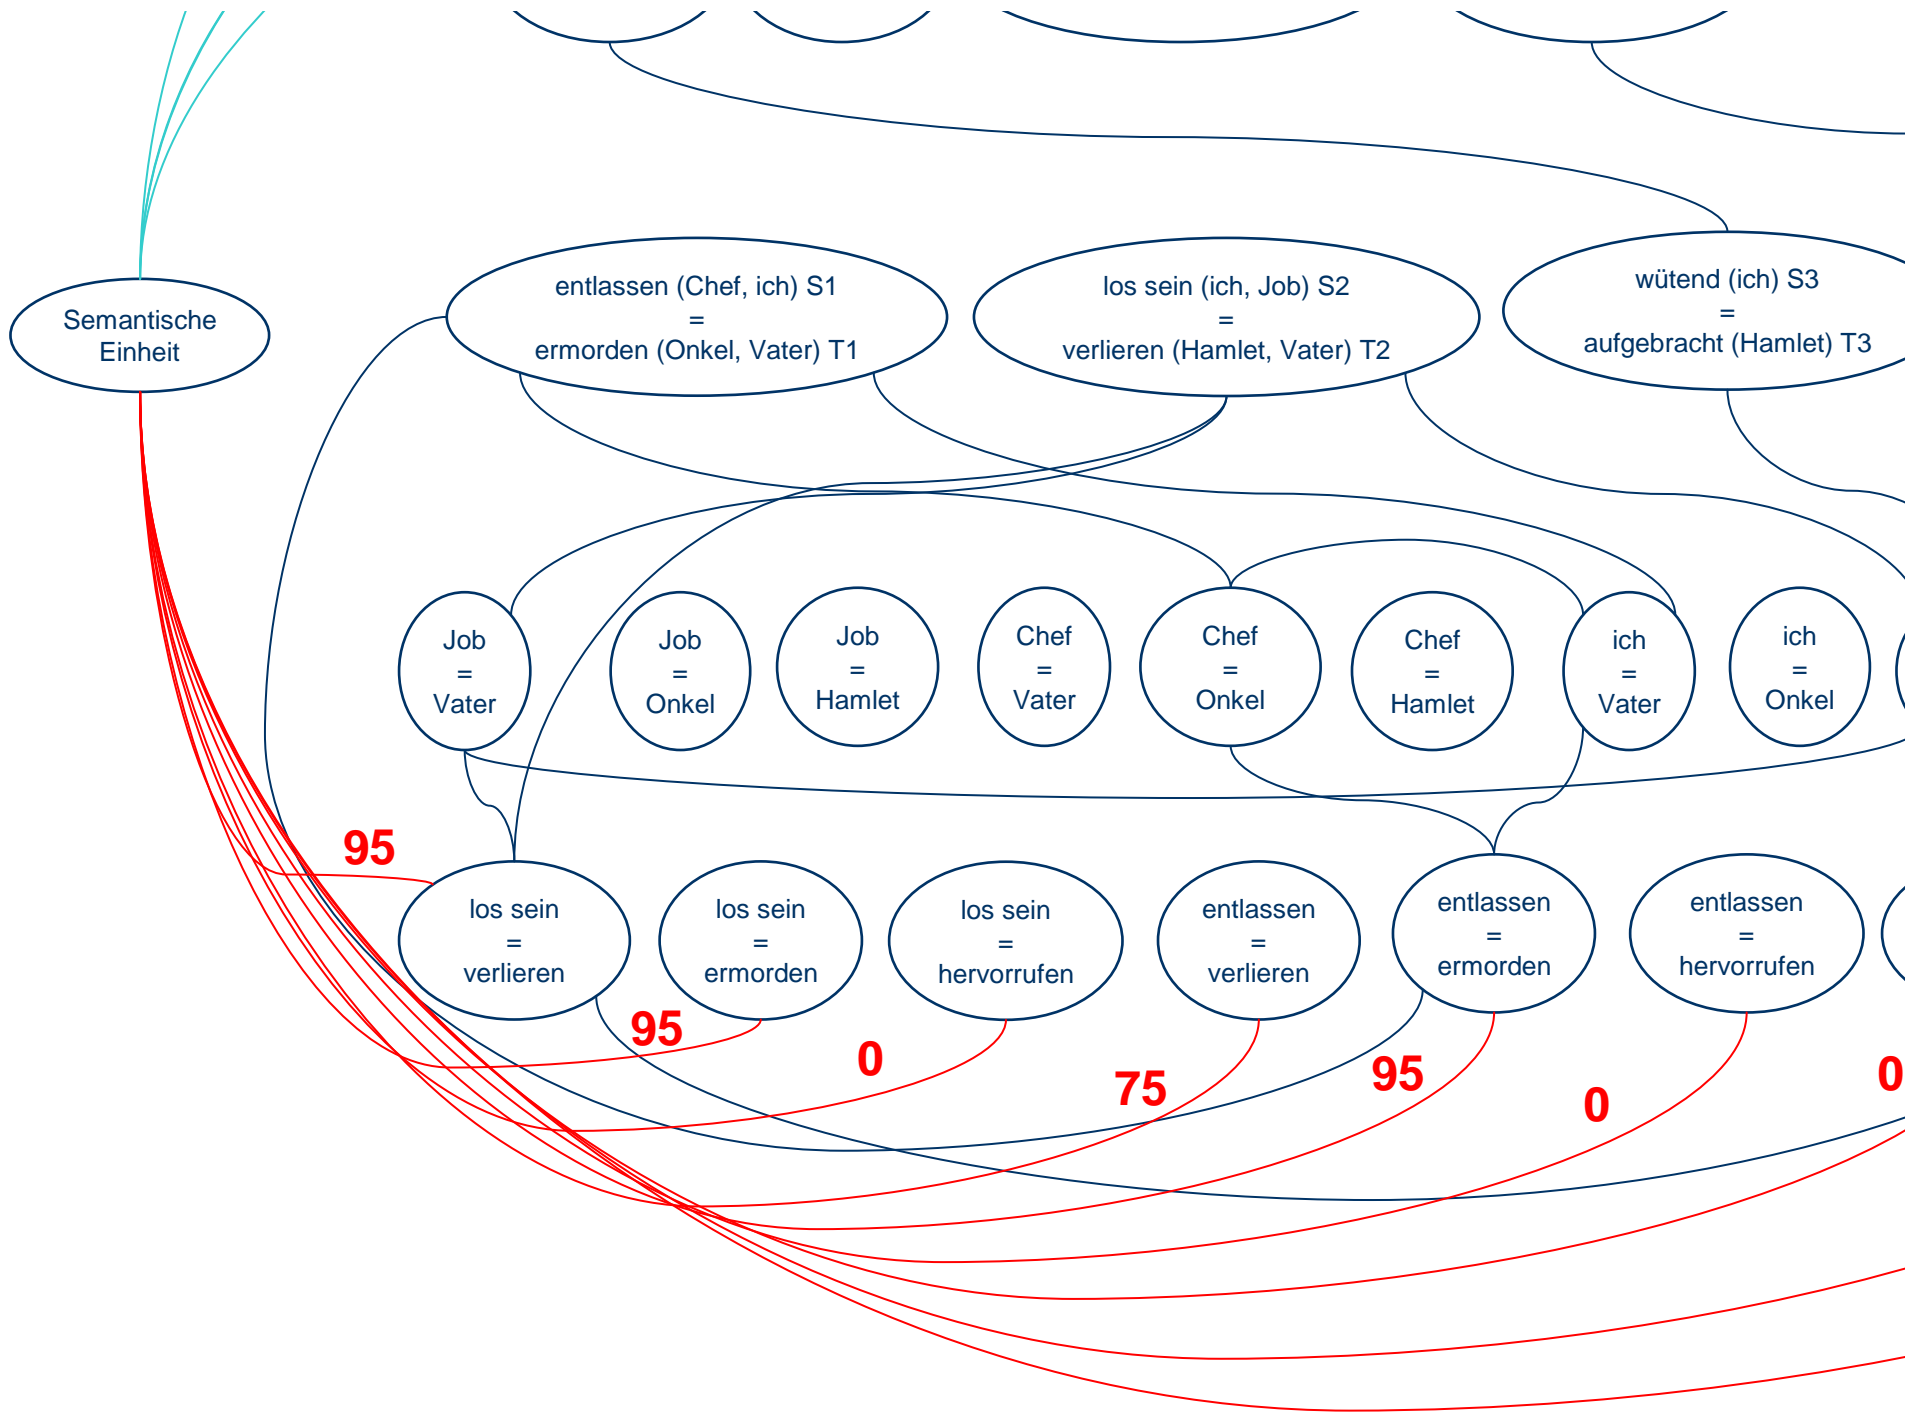 Semantische
Einheit
entlassen (Chef, ich) S1
=
ermorden (Onkel, Vater) T1
los sein (ich, Job) S2
=
verlieren (Hamlet, Vater) T2
wütend (ich) S3
=
aufgebracht (Hamlet) T3
Job
=
Vater
Job
=
Onkel
Job
=
Hamlet
Chef
=
Vater
Chef
=
Onkel
Chef
=
Hamlet
ich
=
Vater
ich
=
Onkel
95
los sein
=
verlieren
los sein
=
ermorden
los sein
=
hervorrufen
entlassen
=
verlieren
entlassen
=
ermorden
entlassen
=
hervorrufen
95
0
75
95
0
0